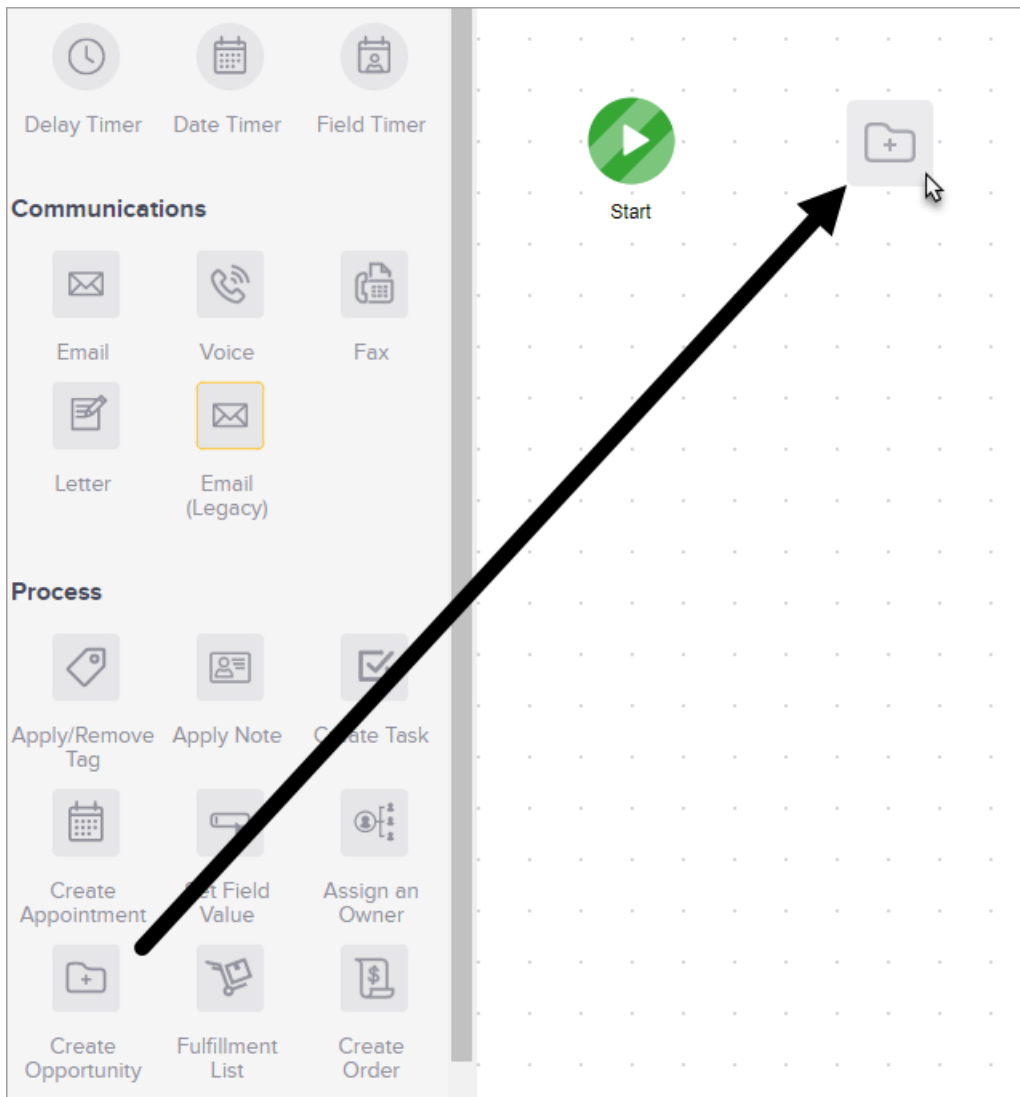 Delay Timer Date Timer Field Timer
Start
Communications
Email Voice Fax
Letter Email
(Legacy)
Process
Apply/Remove Apply Note Task
Tag
Create Field Assign an
Appointment Value Owner
Create Fulfillment Create
Opportunity List Order